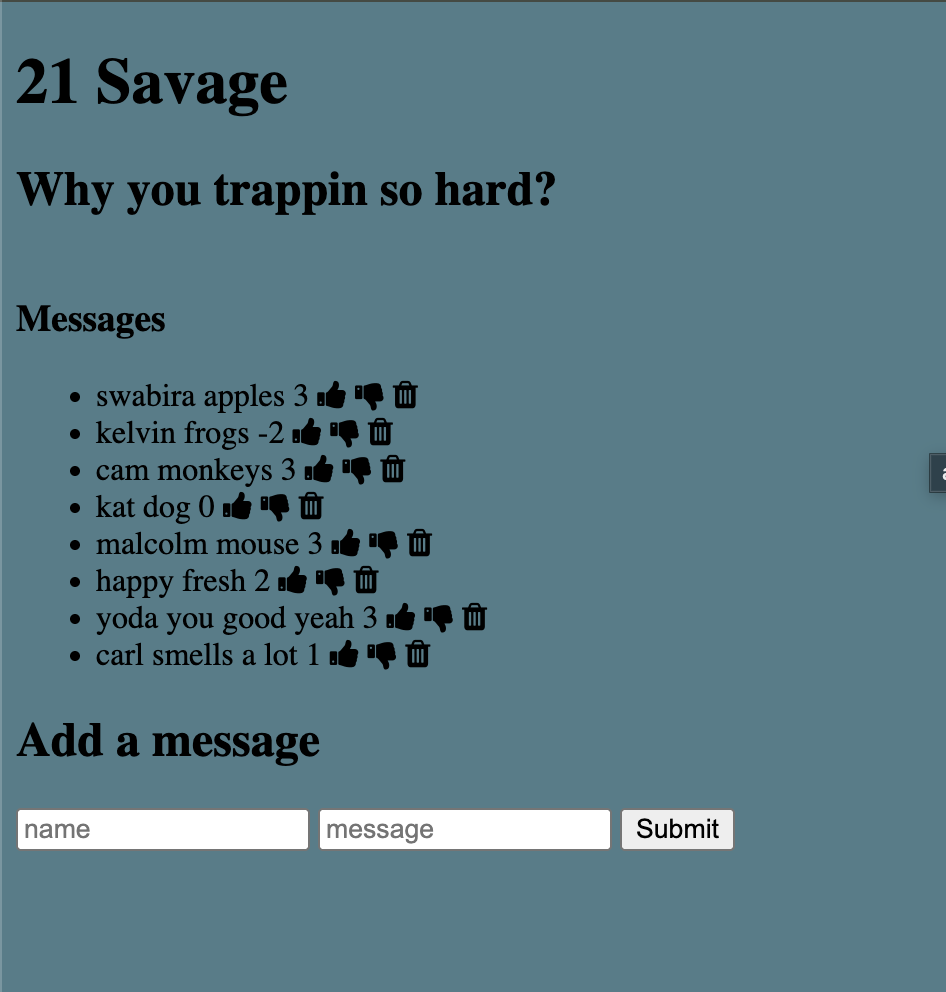 21 Savage
Why you trappin so hard?
Messages
swabira apples 3
kelvin frogs -2
cam monkeys 3
kat dog 0
malcolm mouse 3
happy fresh 2
yoda you good yeah 3
carl smells a lot 1
Add a message
name message Submit